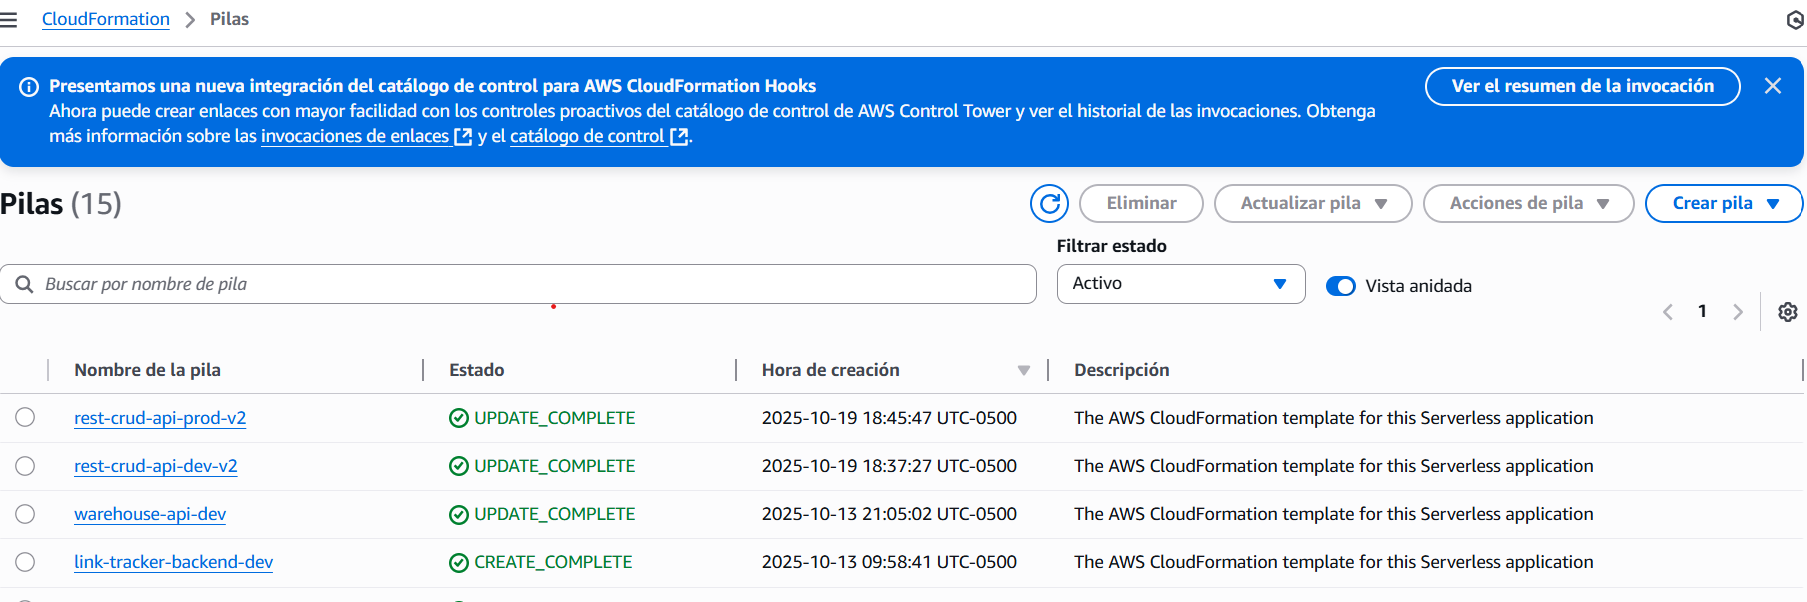 CloudFormation > Pilas
Presentamos una nueva integración del catálogo de control para AWS CloudFormation Hooks
Ahora puede crear enlaces con mayor facilidad con los controles proactivos del catálogo de control de AWS Control Tower y ver el historial de las invocaciones. Obtenga
más información sobre las invocaciones de enlaces y el catálogo de control.
Ver el resumen de la invocación
Pilas (15)
Eliminar
Actualizar pila
Acciones de pila
Crear pila
Filtrar estado
Buscar por nombre de pila
Activo
Vista anidada
1
Nombre de la pila Estado Hora de creación Descripción
rest-crud-api-prod-v2 UPDATE_COMPLETE 2025-10-19 18:45:47 UTC-0500 The AWS CloudFormation template for this Serverless application
rest-crud-api-dev-v2 UPDATE_COMPLETE 2025-10-19 18:37:27 UTC-0500 The AWS CloudFormation template for this Serverless application
warehouse-api-dev UPDATE_COMPLETE 2025-10-13 21:05:02 UTC-0500 The AWS CloudFormation template for this Serverless application
link-tracker-backend-dev CREATE_COMPLETE 2025-10-13 09:58:41 UTC-0500 The AWS CloudFormation template for this Serverless application